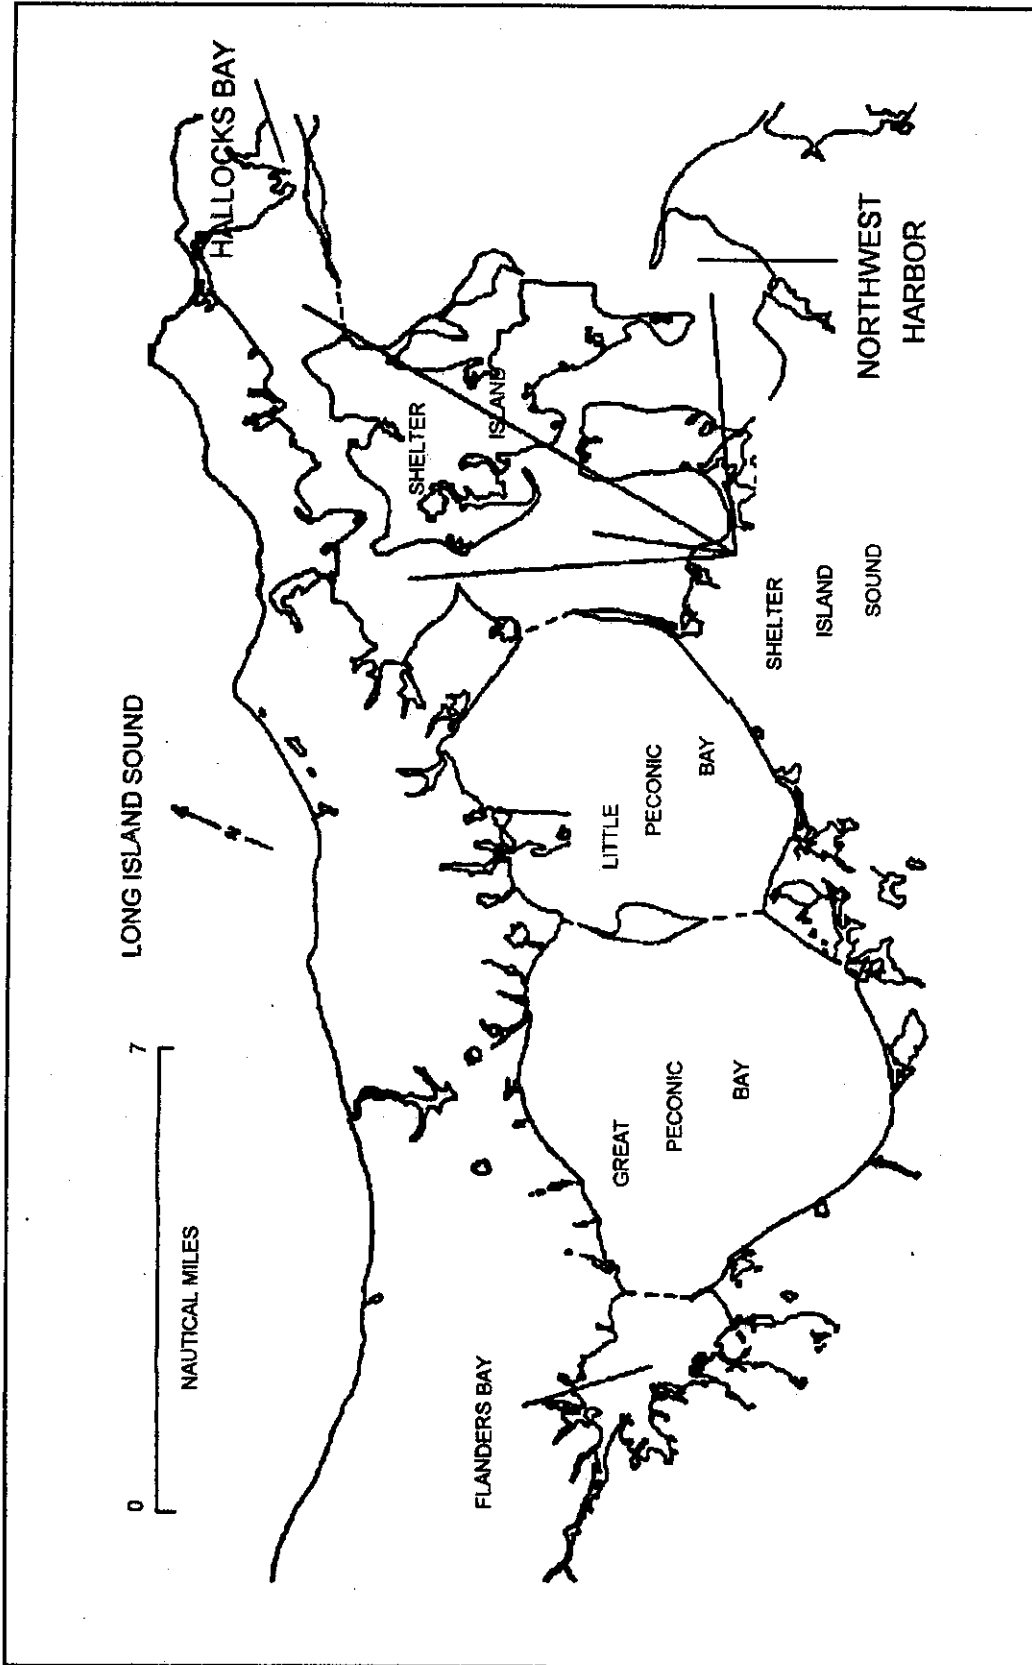 LONG ISLAND SOUND
HALLOCKS BAY
N
0
7
NAUTICAL MILES
SHELTER
ISLAND
FLANDERS BAY
GREAT
PECONIC
BAY
LITTLE
PECONIC
BAY
SHELTER
ISLAND
SOUND
NORTHWEST
HARBOR